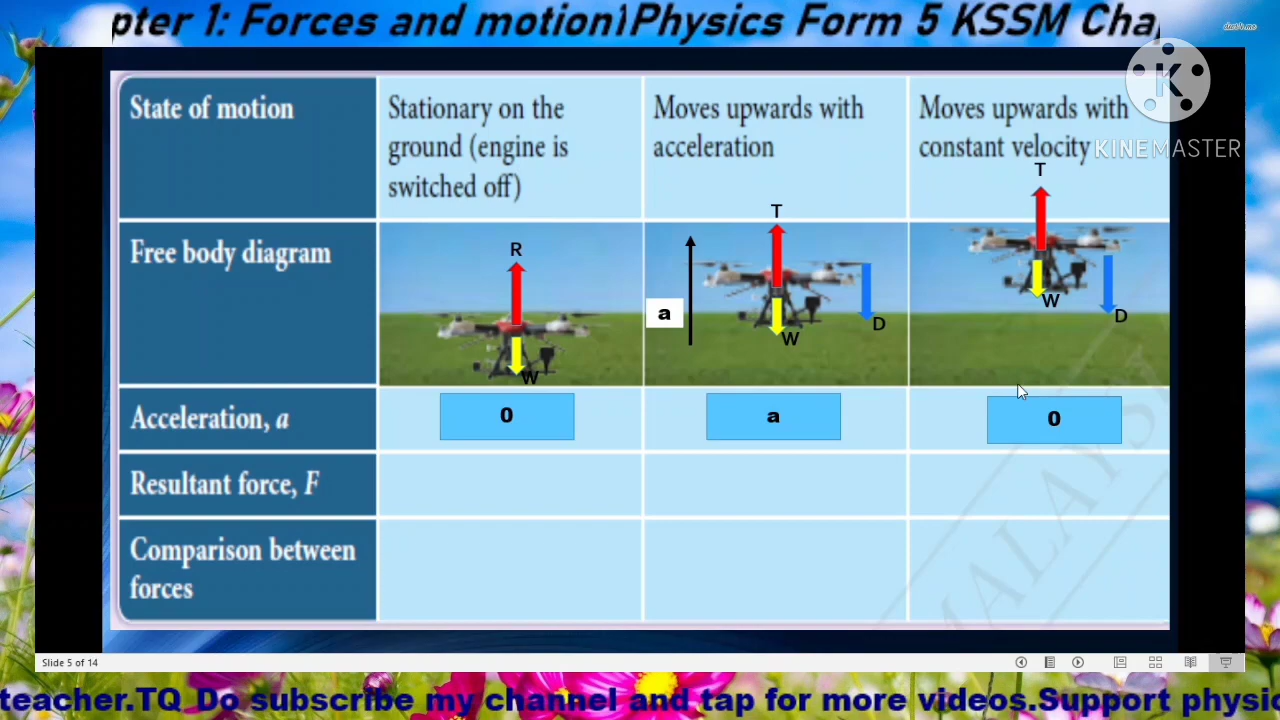 pter 1: Forces and motion)Physics Form 5 KSSM Cha
K
KINEMASTER
State of motion
Stationary on the
ground (engine is
switched off)
Moves upwards with
acceleration
Moves upwards with
constant velocity
Free body diagram
R
W
T
a
W
D
T
W
D
Acceleration, a
0
a
0
Resultant force, F
Comparison between
forces
MALAYSI
Slide 5 of 14
teacher.TQ Do subscribe my channel and tap for more videos.Support physic